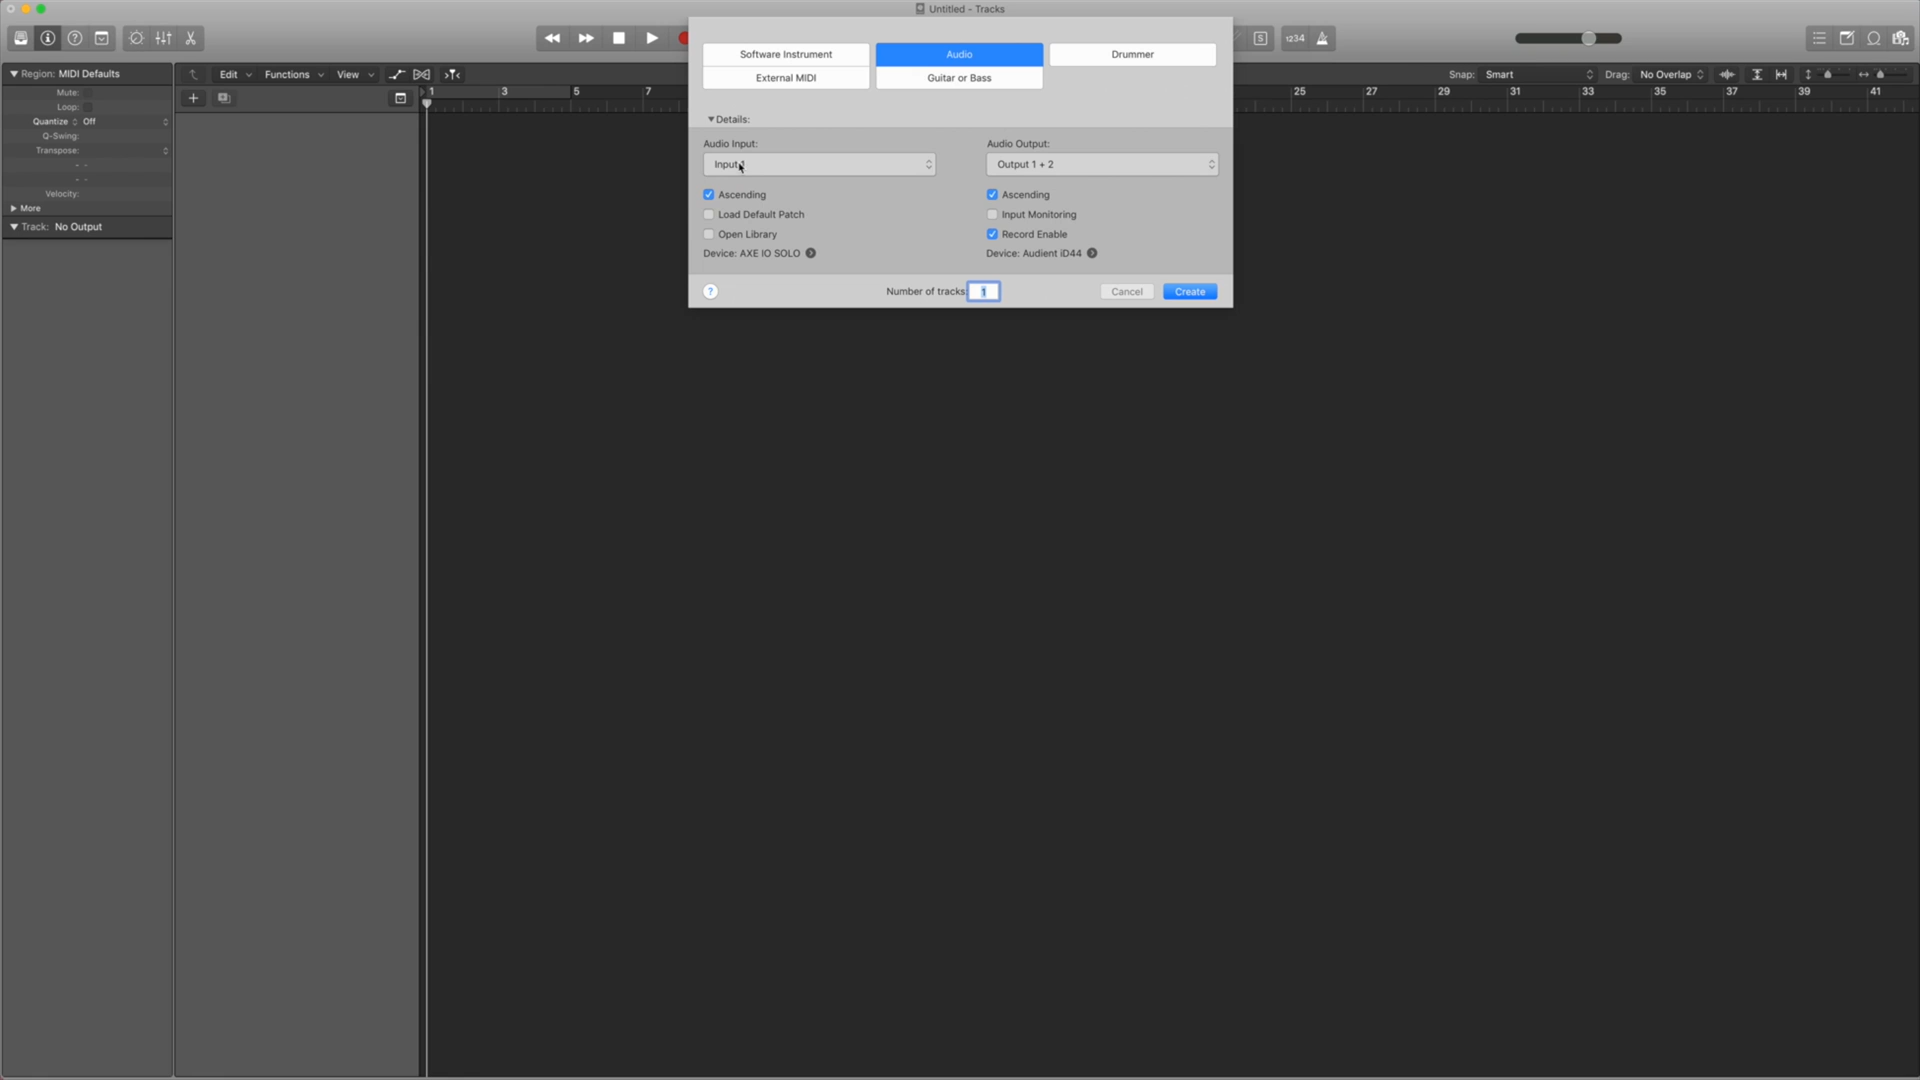 Untitled - Tracks
1234
Software Instrument
Audio
Drummer
External MIDI
Guitar or Bass
Region: MIDI Defaults
Edit
Functions
View
Snap: Smart
Drag: No Overlap
Mute:
Loop:
Quantize Off
Q-Swing:
Transpose:
Velocity:
More
Track: No Output
1
3
5
7
25
27
29
31
33
35
37
39
41
Details:
Audio Input:
Audio Output:
Input 1
Output 1 + 2
Ascending
Ascending
Load Default Patch
Input Monitoring
Open Library
Record Enable
Device: AXE IO SOLO
Device: Audient iD44
?
Number of tracks: 1
Cancel
Create
S